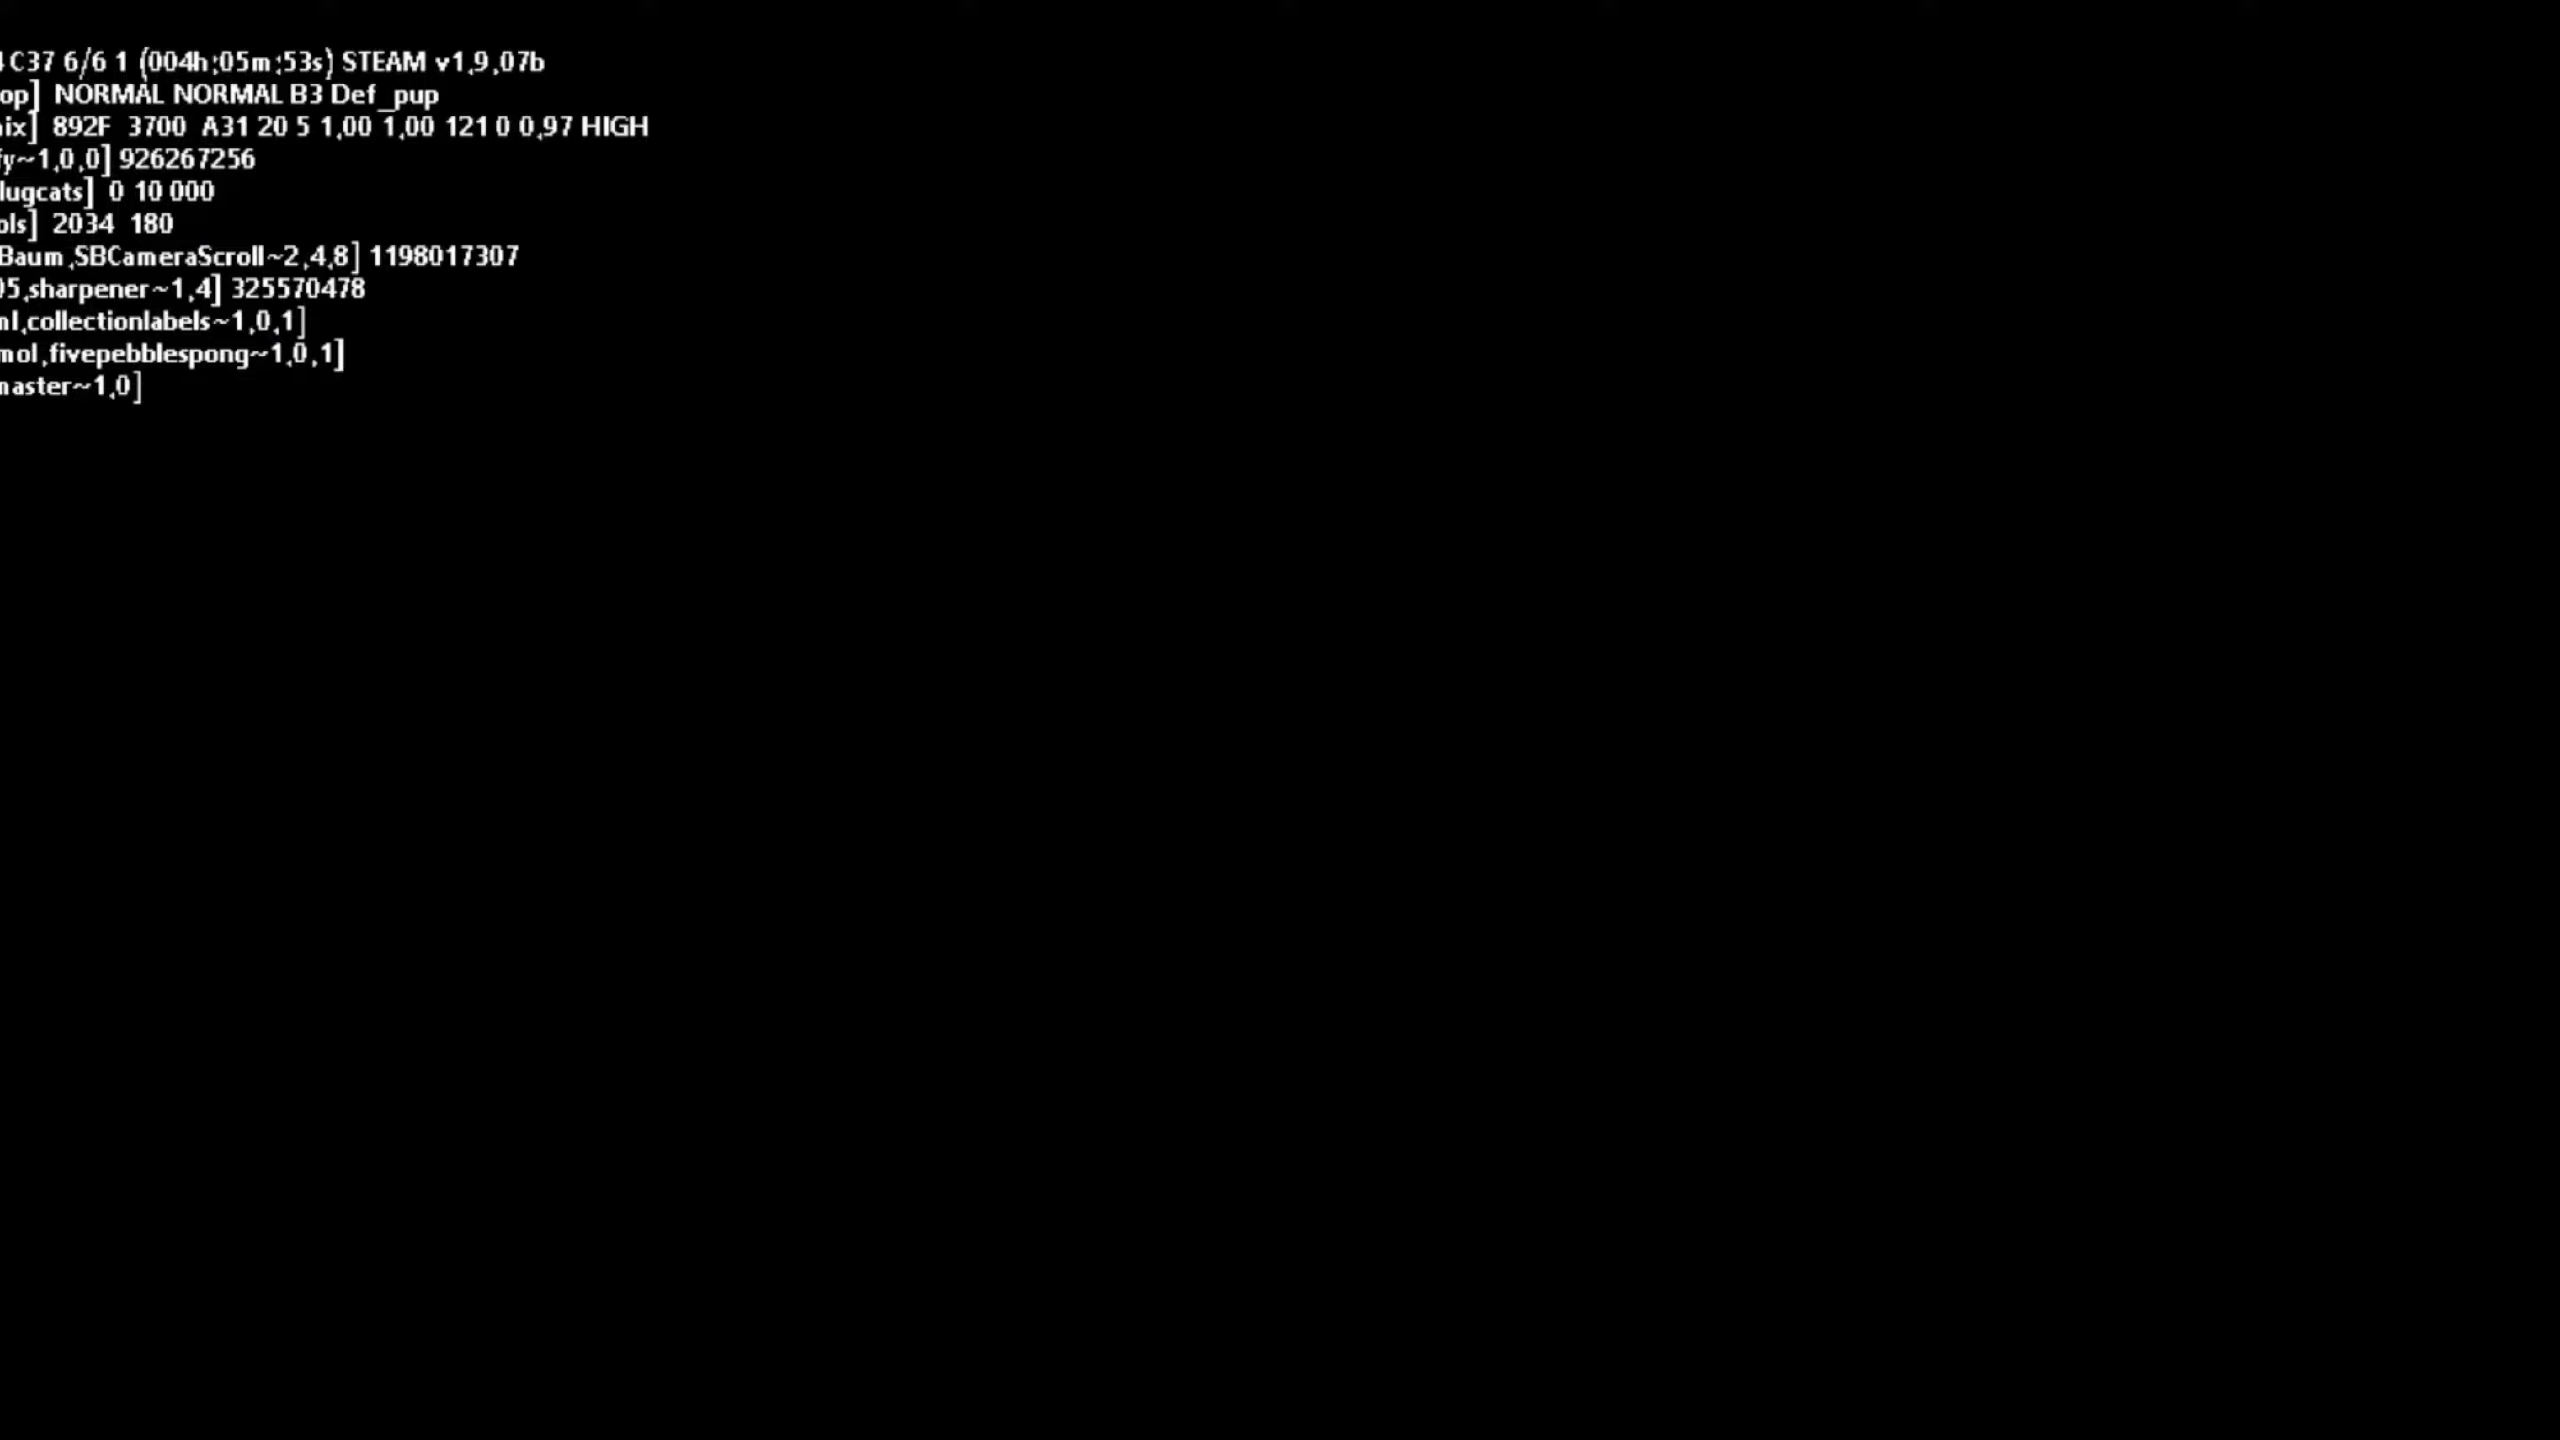 C37 6/6 1 (004h;05m;53s) STEAM v1,9,07b
op] NORMAL NORMAL B3 Def_pup
ix] 892F 3700 A31 20 5 1,00 1,00 121 0 0,97 HIGH
fy~1,0,0] 926267256
lugcats] 0 10 000
ols] 2034 180
Baum,SBCameraScroll~2,4,8] 1198017307
5,sharpener~1,4] 325570478
nl,collectionlabels~1,0,1]
mol,fivepebblespong~1,0,1]
master~1,0]